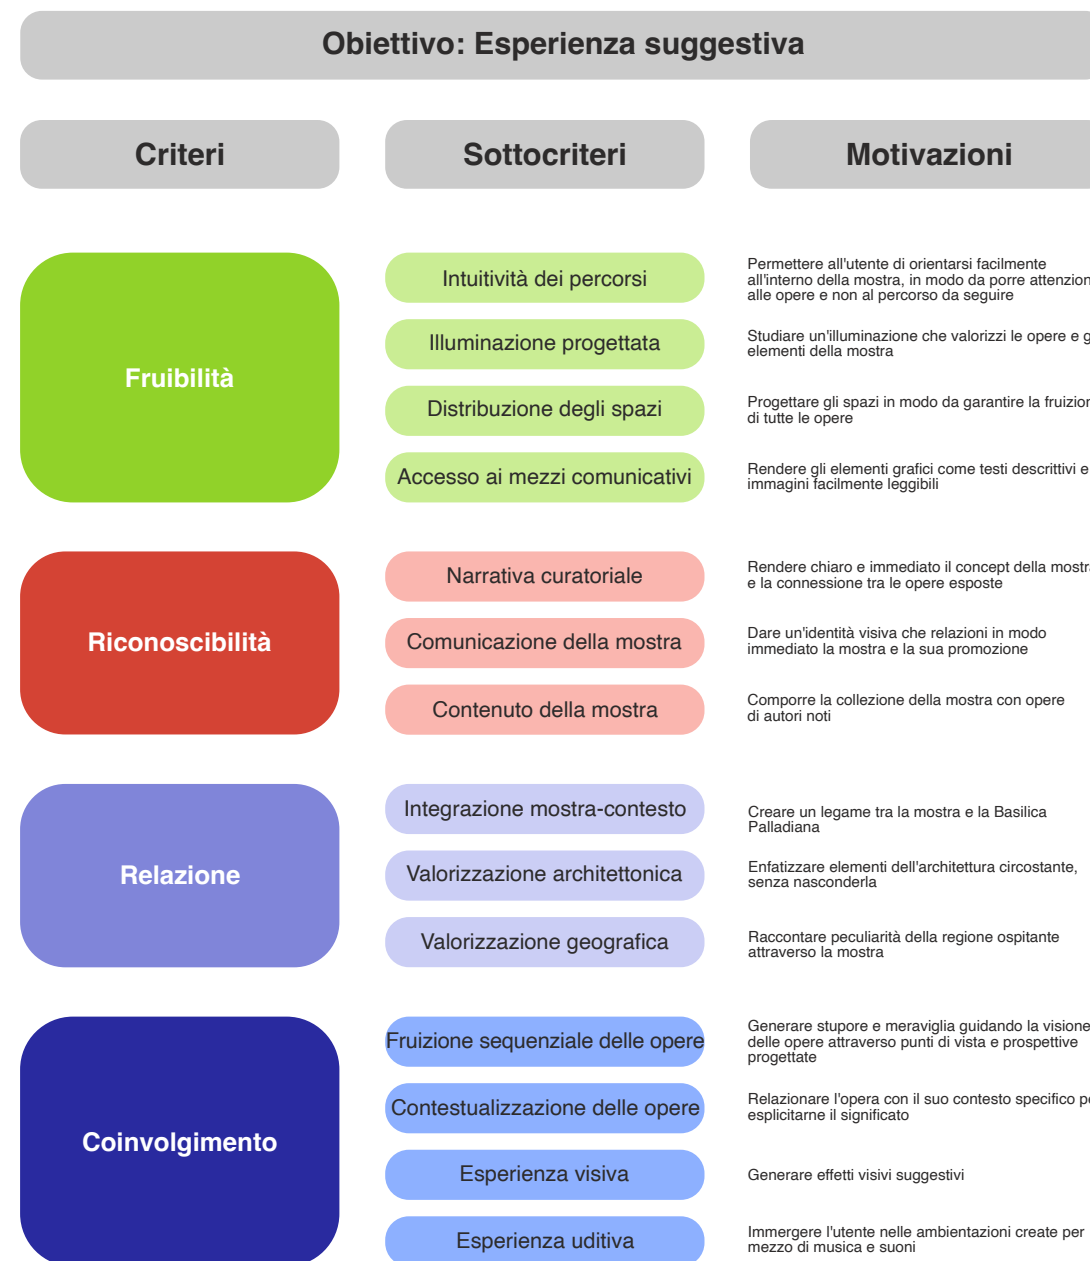 Obiettivo: Esperienza suggestiva
Criteri
Sottocriteri
Motivazioni
Fruibilità
Intuitività dei percorsi
Permettere all'utente di orientarsi facilmente
all'interno della mostra, in modo da porre attenzion
alle opere e non al percorso da seguire
Illuminazione progettata
Studiare un'illuminazione che valorizzi le opere e g
elementi della mostra
Distribuzione degli spazi
Progettare gli spazi in modo da garantire la fruizion
di tutte le opere
Accesso ai mezzi comunicativi
Rendere gli elementi grafici come testi descrittivi e
immagini facilmente leggibili
Riconoscibilità
Narrativa curatoriale
Rendere chiaro e immediato il concept della mostra
e la connessione tra le opere esposte
Comunicazione della mostra
Dare un'identità visiva che relazioni in modo
immediato la mostra e la sua promozione
Contenuto della mostra
Comporre la collezione della mostra con opere
di autori noti
Relazione
Integrazione mostra-contesto
Creare un legame tra la mostra e la Basilica
Palladiana
Valorizzazione architettonica
Enfatizzare elementi dell'architettura circostante,
senza nasconderla
Valorizzazione geografica
Raccontare peculiarità della regione ospitante
attraverso la mostra
Coinvolgimento
Fruizione sequenziale delle opere
Generare stupore e meraviglia guidando la visione
delle opere attraverso punti di vista e prospettive
progettate
Contestualizzazione delle opere
Relazionare l'opera con il suo contesto specifico pe
esplicitarne il significato
Esperienza visiva
Generare effetti visivi suggestivi
Esperienza uditiva
Immergere l'utente nelle ambientazioni create per
mezzo di musica e suoni